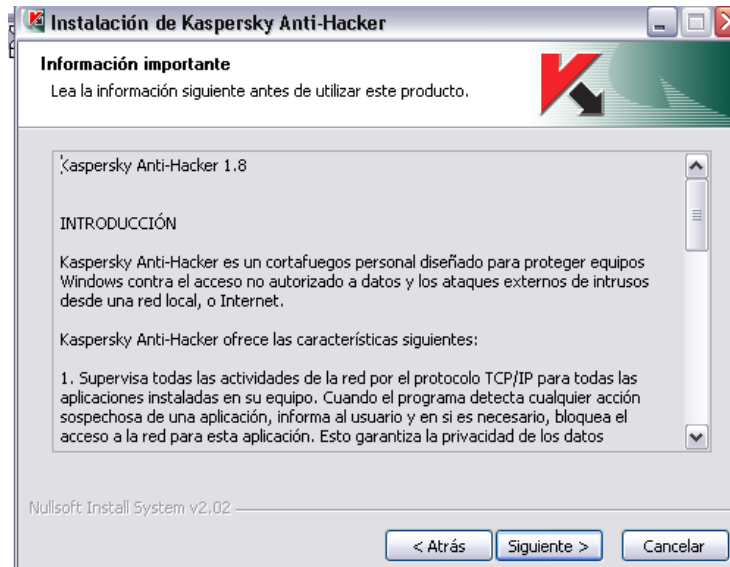 Instalación de Kaspersky Anti-Hacker
Información importante
Lea la información siguiente antes de utilizar este producto.
Kaspersky Anti-Hacker 1.8
INTRODUCCIÓN
Kaspersky Anti-Hacker es un cortafuegos personal diseñado para proteger equipos
Windows contra el acceso no autorizado a datos y los ataques externos de intrusos
desde una red local, o Internet.
Kaspersky Anti-Hacker ofrece las características siguientes:
1. Supervisa todas las actividades de la red por el protocolo TCP/IP para todas las
aplicaciones instaladas en su equipo. Cuando el programa detecta cualquier acción
sospechosa de una aplicación, informa al usuario y en si es necesario, bloquea el
acceso a la red para esta aplicación. Esto garantiza la privacidad de los datos
Nullsoft Install System v2.02
< Atrás Siguiente > Cancelar